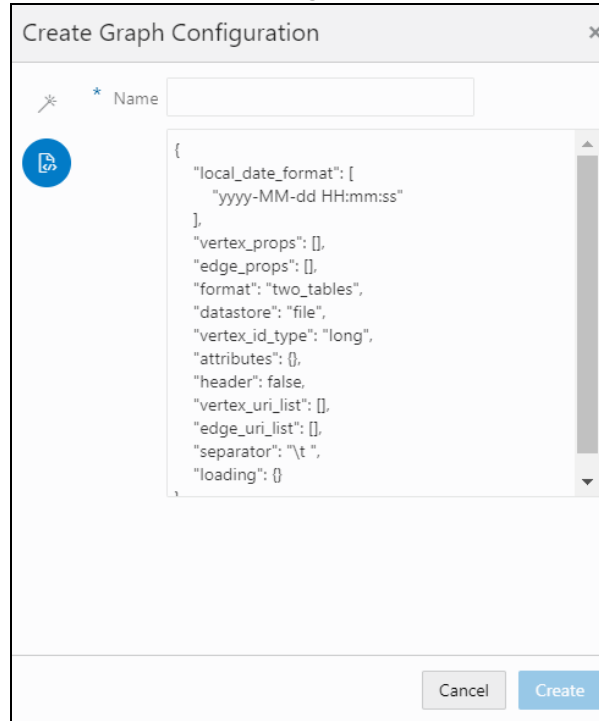 Create Graph Configuration
* Name
{
"local_date_format": [
"yyyy-MM-dd HH:mm:ss"
],
"vertex_props": [],
"edge_props": [],
"format": "two_tables",
"datastore": "file",
"vertex_id_type": "long",
"attributes": {},
"header": false,
"vertex_uri_list": [],
"edge_uri_list": [],
"separator": "\t ",
"loading": {}
}
Cancel
Create